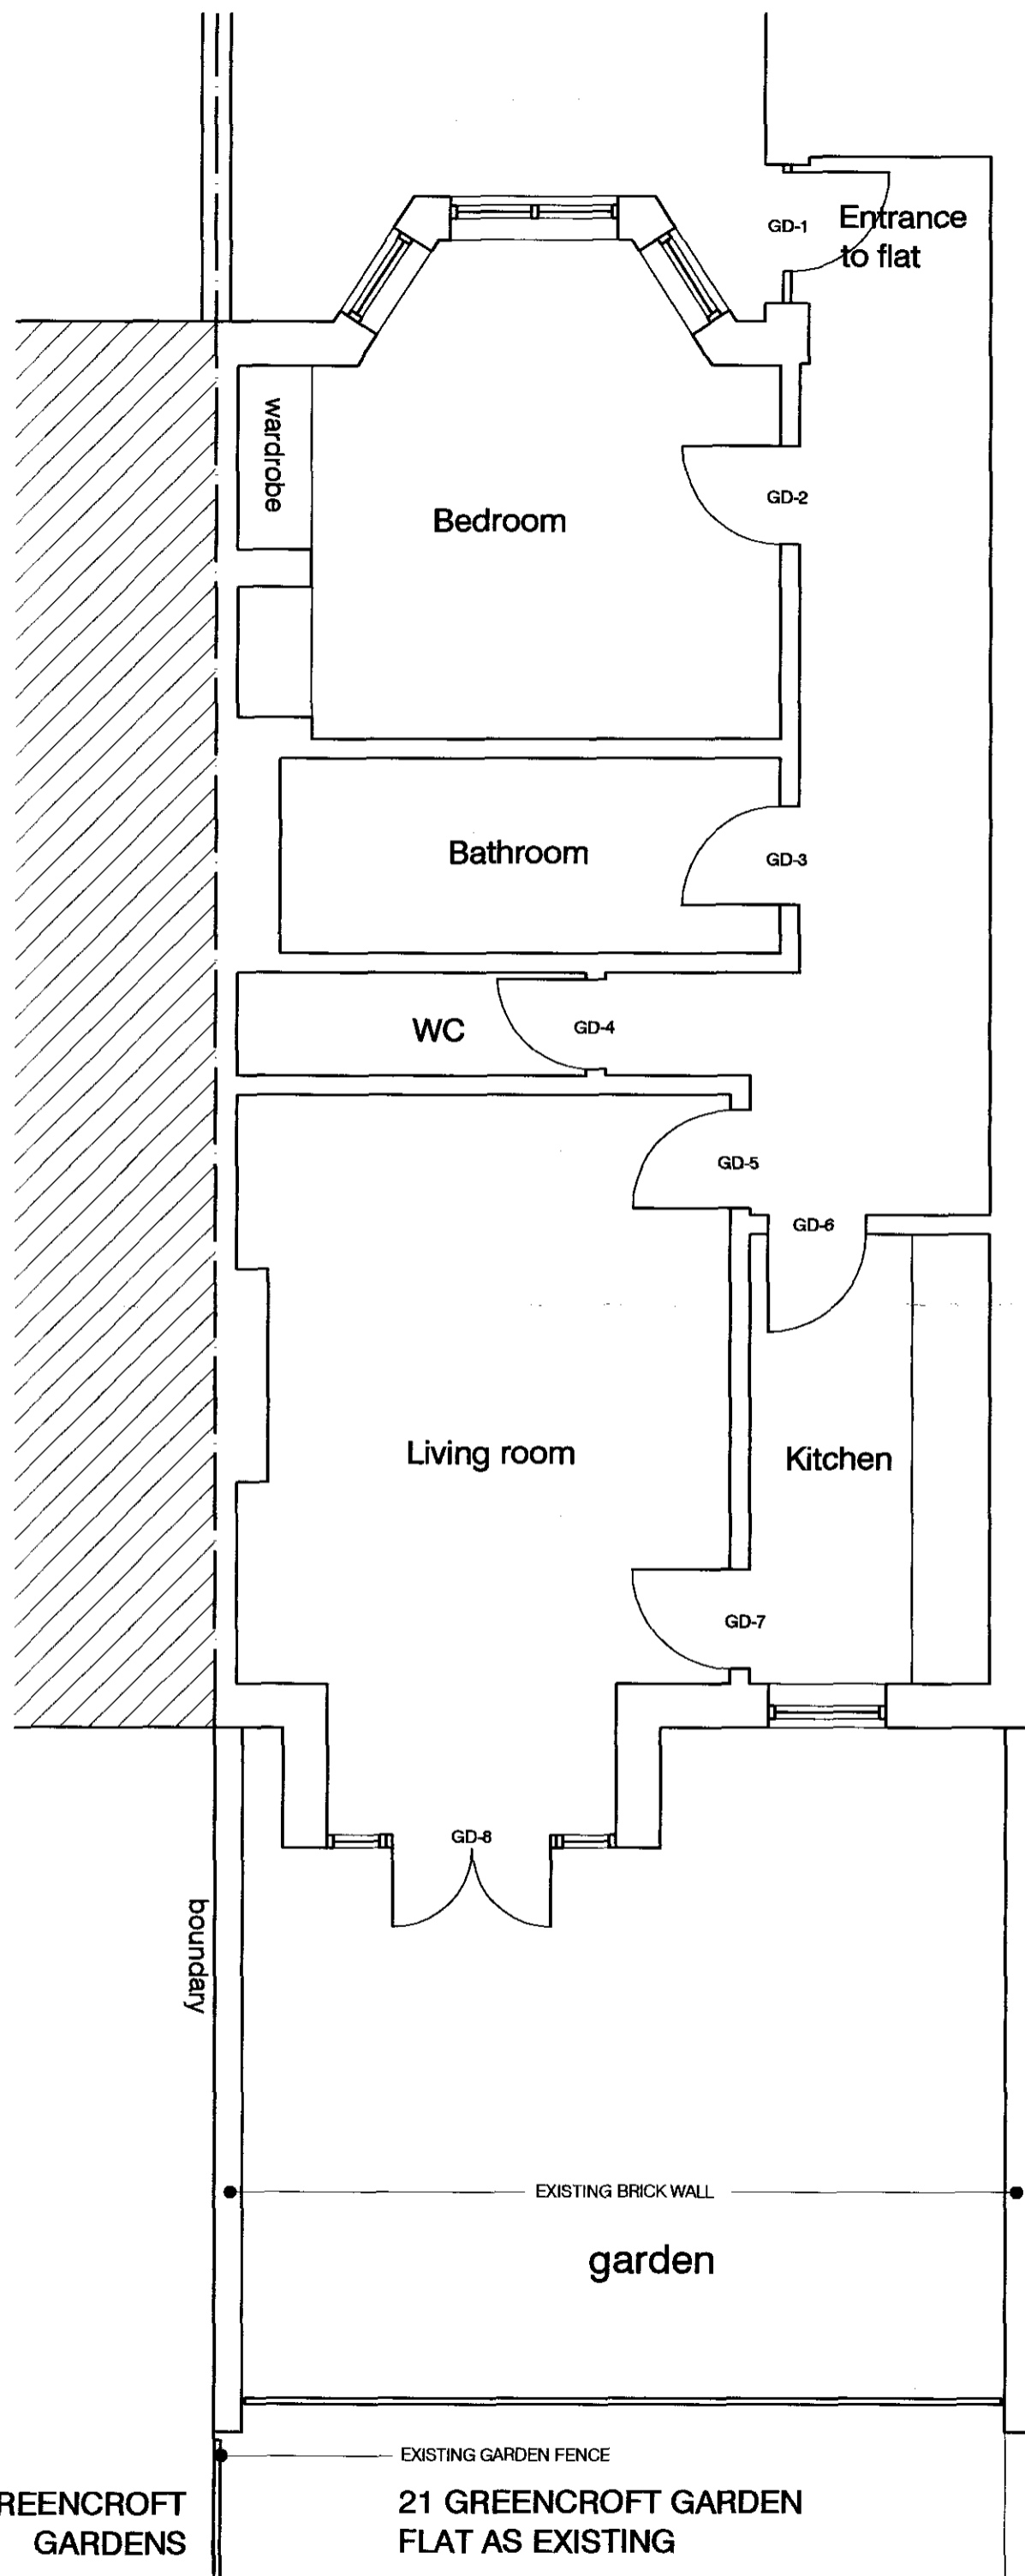 GD-1
Entrance
to flat
wardrobe
Bedroom
GD-2
Bathroom
GD-3
WC
GD-4
GD-5
GD-6
Living room
Kitchen
GD-7
GD-8
boundary
EXISTING BRICK WALL
garden
EXISTING GARDEN FENCE
REENCROFT
GARDENS
21 GREENCROFT GARDEN
FLAT AS EXISTING